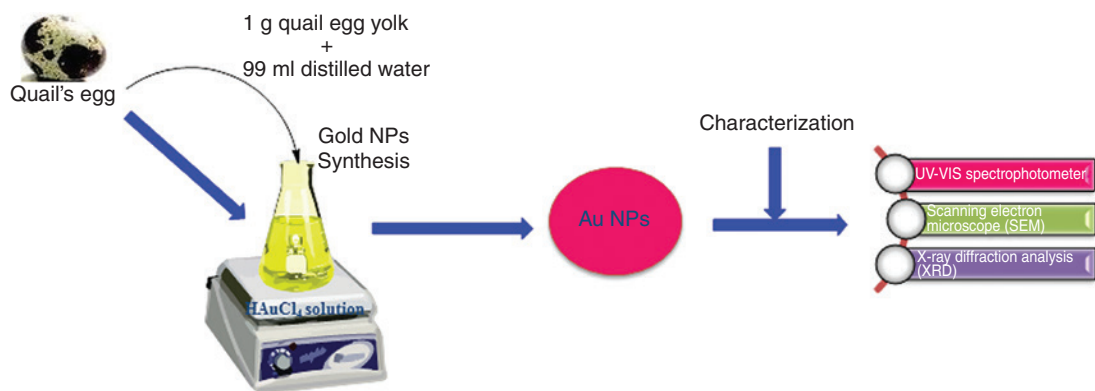 1 g quail egg yolk
+
99 ml distilled water
Quail's egg
Gold NPs
Synthesis
HAuCl₄ solution
Au NPs
Characterization
UV-VIS spectrophotometer
Scanning electron
microscope (SEM)
X-ray diffraction analysis
(XRD)